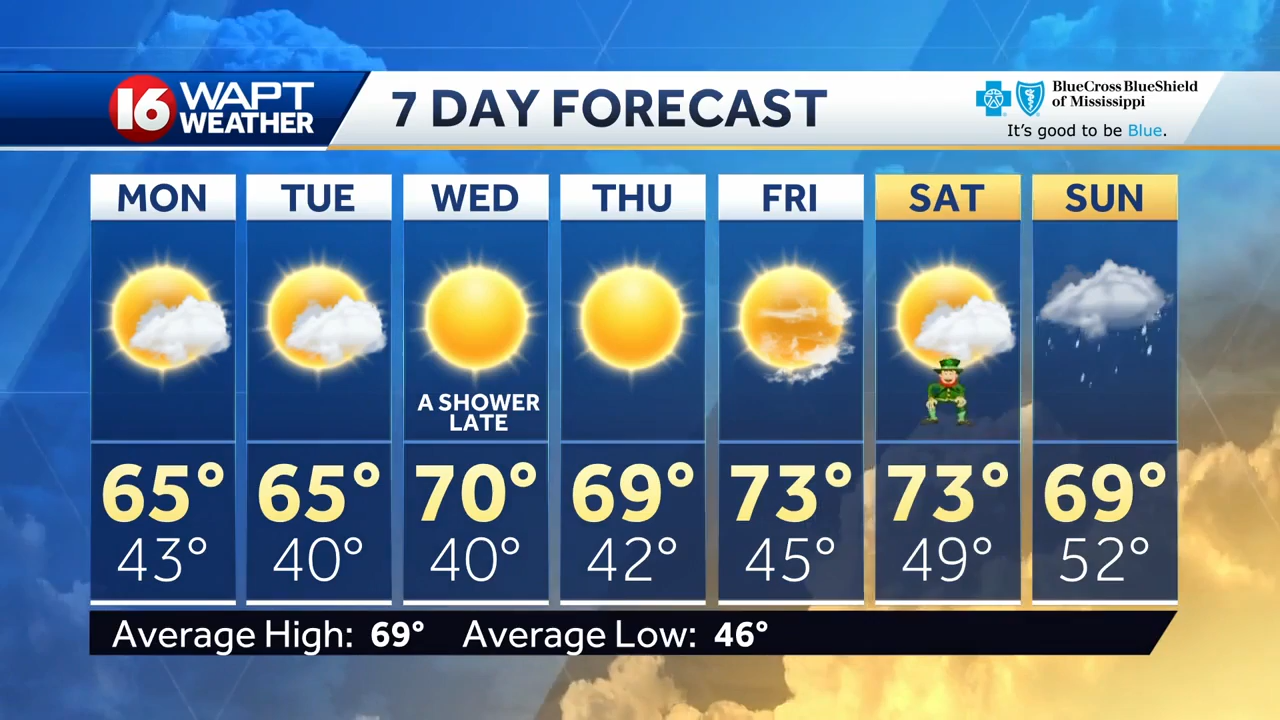 16 WAPT
WEATHER
7 DAY FORECAST
BlueCross BlueShield
of Mississippi
It's good to be Blue.
MON TUE WED THU FRI SAT SUN
A SHOWER
LATE
65° 65° 70° 69° 73° 73° 69°
43° 40° 40° 42° 45° 49° 52°
Average High: 69° Average Low: 46°